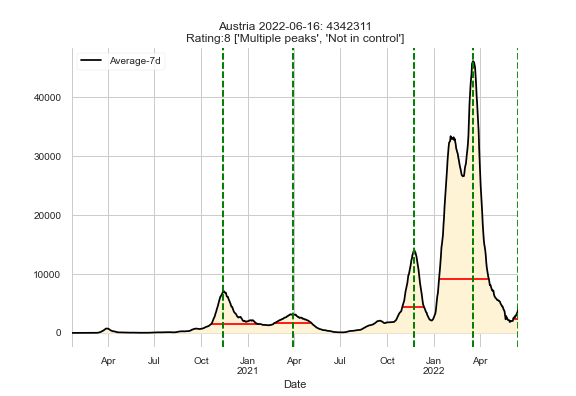 Austria 2022-06-16: 4342311
Rating:8 ['Multiple peaks', 'Not in control']
Average-7d
40000
30000
20000
10000
0
Apr Jul Oct Jan Apr Jul Oct Jan Apr
2021 2022
Date